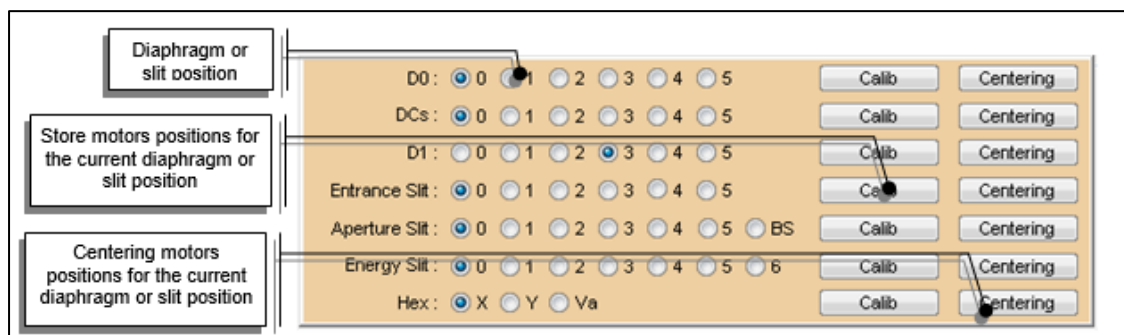 Diaphragm or
slit position
Store motors positions for
the current diaphragm or
slit position
Centering motors
positions for the current
diaphragm or slit position
D0 : 0 1 2 3 4 5 Calib Centering
DCs : 0 1 2 3 4 5 Calib Centering
D1 : 0 1 2 3 4 5 Calib Centering
Entrance Slit : 0 1 2 3 4 5 Calib Centering
Aperture Slit : 0 1 2 3 4 5 BS Calib Centering
Energy Slit : 0 1 2 3 4 5 6 Calib Centering
Hex : X Y Va Calib Centering